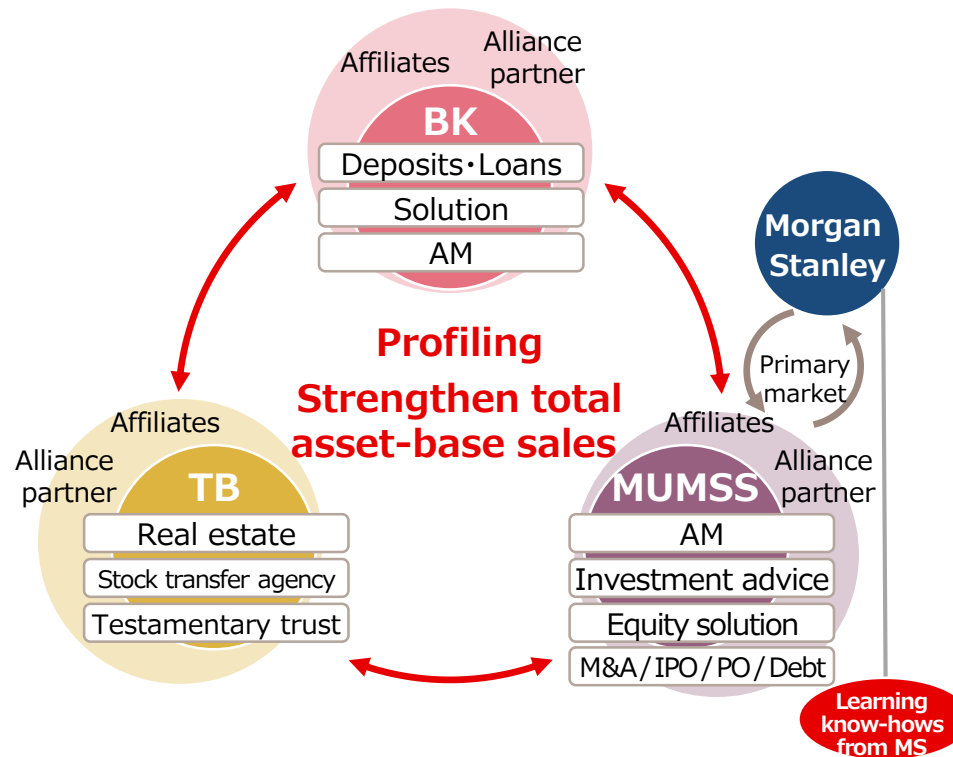 Affiliates
Alliance
partner
BK
Deposits・Loans
Solution
AM
Morgan
Stanley
Primary
market
Profiling
Strengthen total
asset-base sales
Affiliates
Alliance
partner
TB
Real estate
Stock transfer agency
Testamentary trust
Affiliates
Alliance
partner
MUMSS
AM
Investment advice
Equity solution
M&A/IPO/PO/Debt
Learning
know-hows
from MS